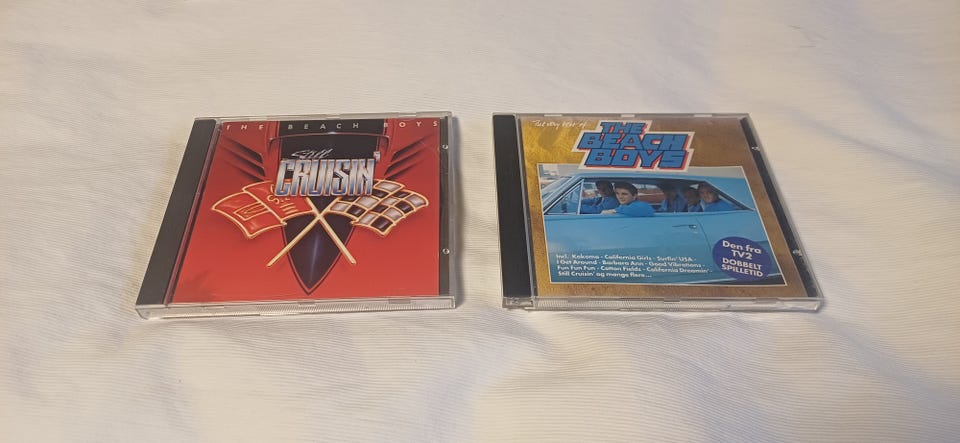 THE BEACH BOYS
Still
CRUISIN'
The Very Best of
THE
BEACH
BOYS
Incl. Kokomo - California Girls - Surfin' USA -
I Get Around - Barbara Ann - Good Vibrations -
Fun Fun Fun - Cotton Fields - California Dreamin' -
Still Cruisin' og mange flere...
Den fra
TV2
DOBBELT
SPILLETID